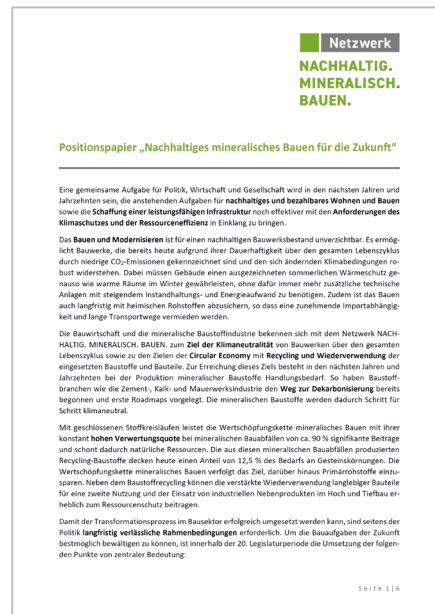 Netzwerk
NACHHALTIG.
MINERALISCH.
BAUEN.
Positionspapier „Nachhaltiges mineralisches Bauen für die Zukunft“
Eine gemeinsame Aufgabe für Politik, Wirtschaft und Gesellschaft wird in den nächsten Jahren und
Jahrzehnten sein, die anstehenden Aufgaben für nachhaltiges und bezahlbares Wohnen und Bauen
sowie die Schaffung einer leistungsfähigen Infrastruktur noch effektiver mit den Anforderungen des
Klimaschutzes und der Ressourceneffizienz in Einklang zu bringen.
Das Bauen und Modernisieren ist für einen nachhaltigen Bauwerksbestand unverzichtbar. Es ermög-
licht Bauwerke, die bereits heute aufgrund ihrer Dauerhaftigkeit über den gesamten Lebenszyklus
durch niedrige CO₂-Emissionen gekennzeichnet sind und den sich ändernden Klimabedingungen ro-
bust widerstehen. Dabei müssen Gebäude einen ausgezeichneten sommerlichen Wärmeschutz ge-
nauso wie warme Räume im Winter gewährleisten, ohne dafür immer mehr zusätzliche technische
Anlagen mit steigendem Instandhaltungs- und Energieaufwand zu benötigen. Zudem ist das Bauen
auch langfristig mit heimischen Rohstoffen abzusichern, so dass eine zunehmende Importabhängig-
keit und lange Transportwege vermieden werden.
Die Bauwirtschaft und die mineralische Baustoffindustrie bekennen sich mit dem Netzwerk NACH-
HALTIG. MINERALISCH. BAUEN. zum Ziel der Klimaneutralität von Bauwerken über den gesamten
Lebenszyklus sowie zu den Zielen der Circular Economy mit Recycling und Wiederverwendung der
eingesetzten Baustoffe und Bauteile. Zur Erreichung dieses Ziels besteht in den nächsten Jahren und
Jahrzehnten bei der Produktion mineralischer Baustoffe Handlungsbedarf. So haben Baustoff-
branchen wie die Zement-, Kalk- und Mauerwerksindustrie den Weg zur Dekarbonisierung bereits
begonnen und erste Roadmaps vorgelegt. Die mineralischen Baustoffe werden dadurch Schritt für
Schritt klimaneutral.
Mit geschlossenen Stoffkreisläufen leistet die Wertschöpfungskette mineralisches Bauen mit ihrer
konstant hohen Verwertungsquote bei mineralischen Bauabfällen von ca. 90 % signifikante Beiträge
und schont dadurch natürliche Ressourcen. Die aus diesen mineralischen Bauabfällen produzierten
Recycling-Baustoffe decken heute einen Anteil von 12,5 % des Bedarfs an Gesteinskörnungen. Die
Wertschöpfungskette mineralisches Bauen verfolgt das Ziel, darüber hinaus Primärrohstoffe einzu-
sparen. Neben dem Baustoffrecycling können die verstärkte Wiederverwendung langlebiger Bauteile
für eine zweite Nutzung und der Einsatz von industriellen Nebenprodukten im Hoch und Tiefbau er-
heblich zum Ressourcenschutz beitragen.
Damit der Transformationsprozess im Bausektor erfolgreich umgesetzt werden kann, sind seitens der
Politik langfristig verlässliche Rahmenbedingungen erforderlich. Um die Bauaufgaben der Zukunft
bestmöglich bewältigen zu können, ist innerhalb der 20. Legislaturperiode die Umsetzung der folgen-
den Punkte von zentraler Bedeutung:
Seite 1|6